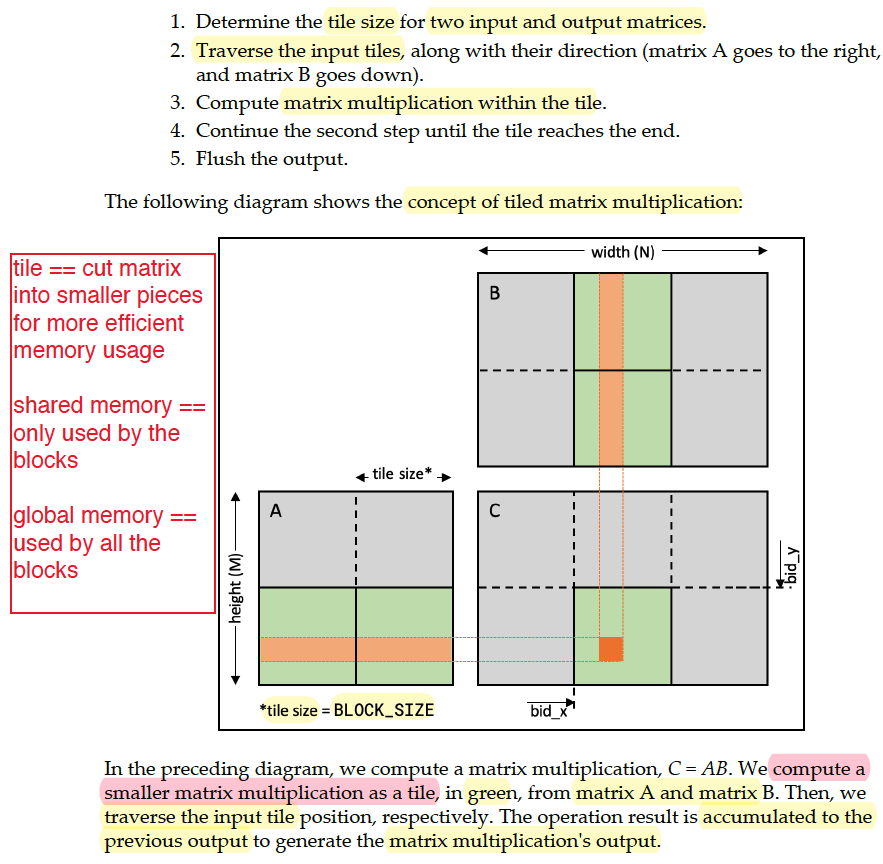 1. Determine the tile size for two input and output matrices.
2. Traverse the input tiles, along with their direction (matrix A goes to the right,
and matrix B goes down).
3. Compute matrix multiplication within the tile.
4. Continue the second step until the tile reaches the end.
5. Flush the output.
The following diagram shows the concept of tiled matrix multiplication:
tile == cut matrix
into smaller pieces
for more efficient
memory usage
shared memory ==
only used by the
blocks
global memory ==
used by all the
blocks
width (N)
B
tile size*
A
C
height (M)
bid_y
*tile size = BLOCK_SIZE
bid_x
In the preceding diagram, we compute a matrix multiplication, C = AB. We compute a
smaller matrix multiplication as a tile, in green, from matrix A and matrix B. Then, we
traverse the input tile position, respectively. The operation result is accumulated to the
previous output to generate the matrix multiplication's output.